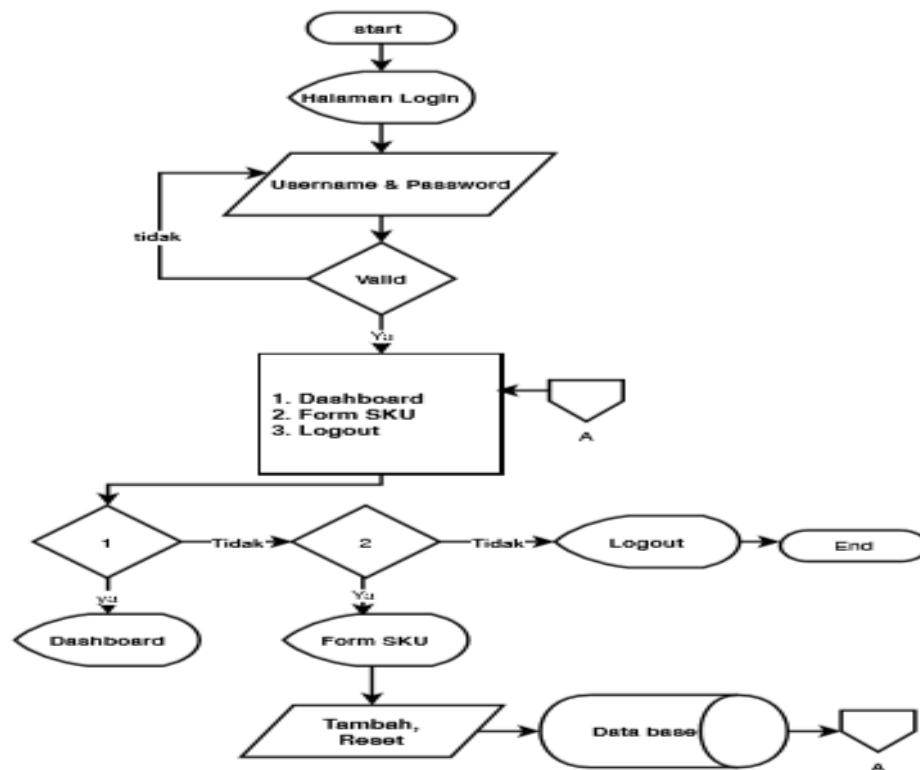 start
Halaman Login
Username & Password
tidak
Valid
Ya
1. Dashboard
2. Form SKU
3. Logout
A
1
Tidak
2
Tidak
Logout
End
ya
Ya
Dashboard
Form SKU
Tambah,
Reset
Data base
A